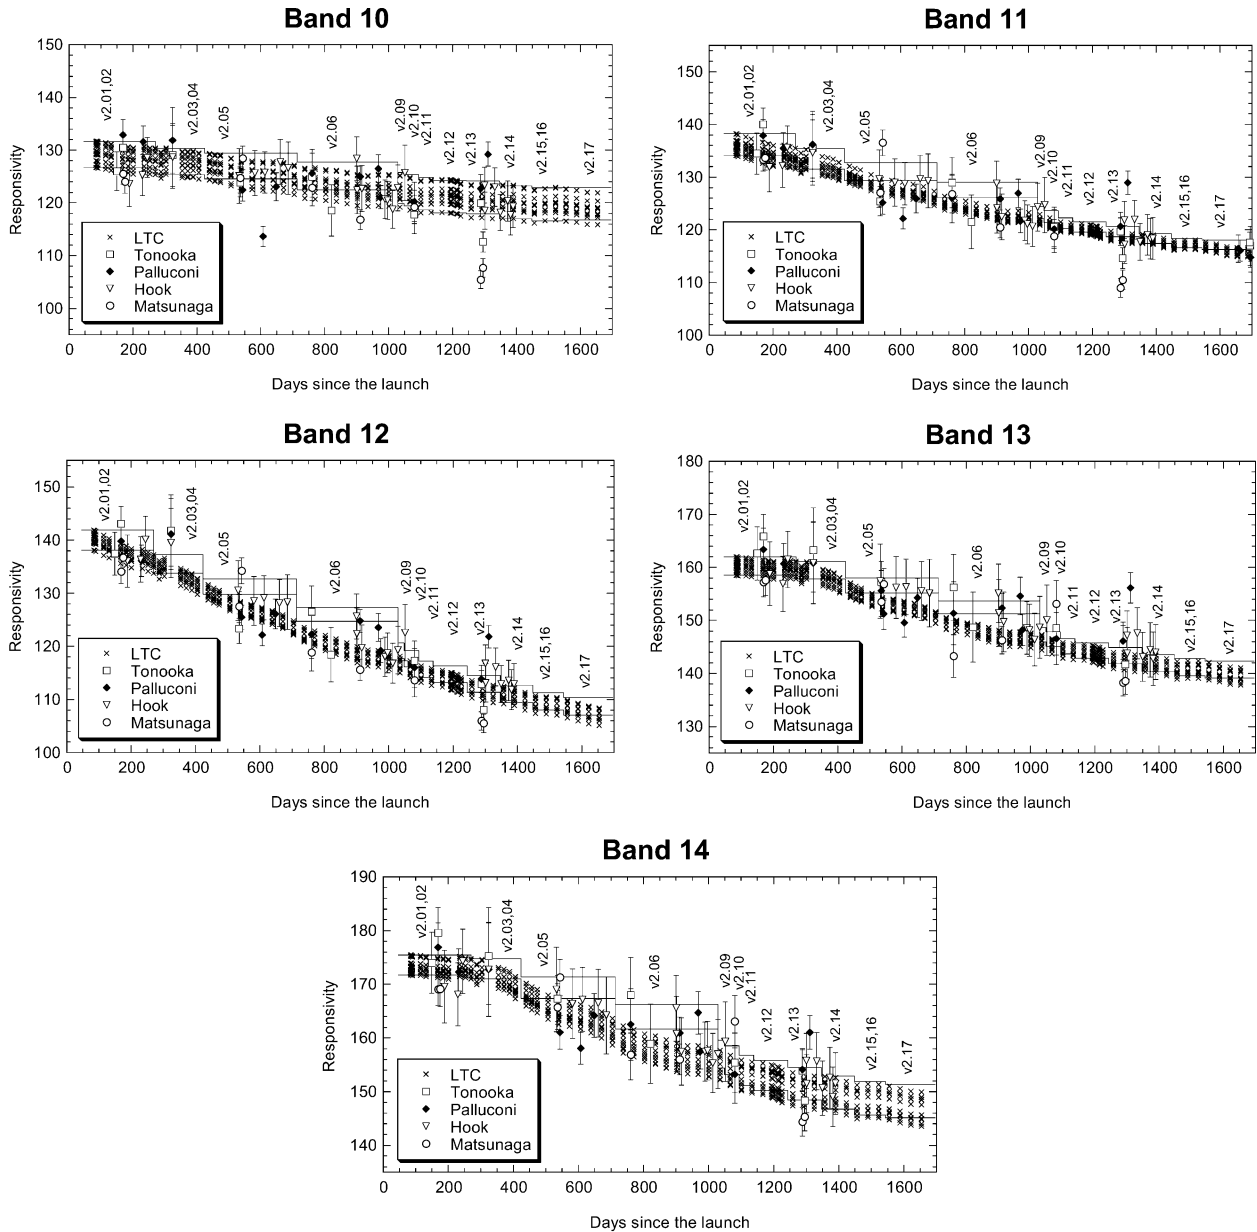 Band 10
150
140
130
120
110
100
Responsivity
v2.01,02
v2.03,04
v2.05
v2.06
v2.09
v2.10
v2.11
v2.12
v2.13
v2.14
v2.15,16
v2.17
LTC
Tonooka
Palluconi
Hook
Matsunaga
0 200 400 600 800 1000 1200 1400 1600
Days since the launch
Band 11
150
140
130
120
110
100
Responsivity
v2.01,02
v2.03,04
v2.05
v2.06
v2.09
v2.10
v2.11
v2.12
v2.13
v2.14
v2.15,16
v2.17
LTC
Tonooka
Palluconi
Hook
Matsunaga
0 200 400 600 800 1000 1200 1400 1600
Days since the launch
Band 12
150
140
130
120
110
100
Responsivity
v2.01,02
v2.03,04
v2.05
v2.06
v2.09
v2.10
v2.11
v2.12
v2.13
v2.14
v2.15,16
v2.17
LTC
Tonooka
Palluconi
Hook
Matsunaga
0 200 400 600 800 1000 1200 1400 1600
Days since the launch
Band 13
180
170
160
150
140
130
Responsivity
v2.01,02
v2.03,04
v2.05
v2.06
v2.09
v2.10
v2.11
v2.12
v2.13
v2.14
v2.15,16
v2.17
LTC
Tonooka
Palluconi
Hook
Matsunaga
0 200 400 600 800 1000 1200 1400 1600
Days since the launch
Band 14
190
180
170
160
150
140
Responsivity
v2.01,02
v2.03,04
v2.05
v2.06
v2.09
v2.10
v2.11
v2.12
v2.13
v2.14
v2.15,16
v2.17
LTC
Tonooka
Palluconi
Hook
Matsunaga
0 200 400 600 800 1000 1200 1400 1600
Days since the launch